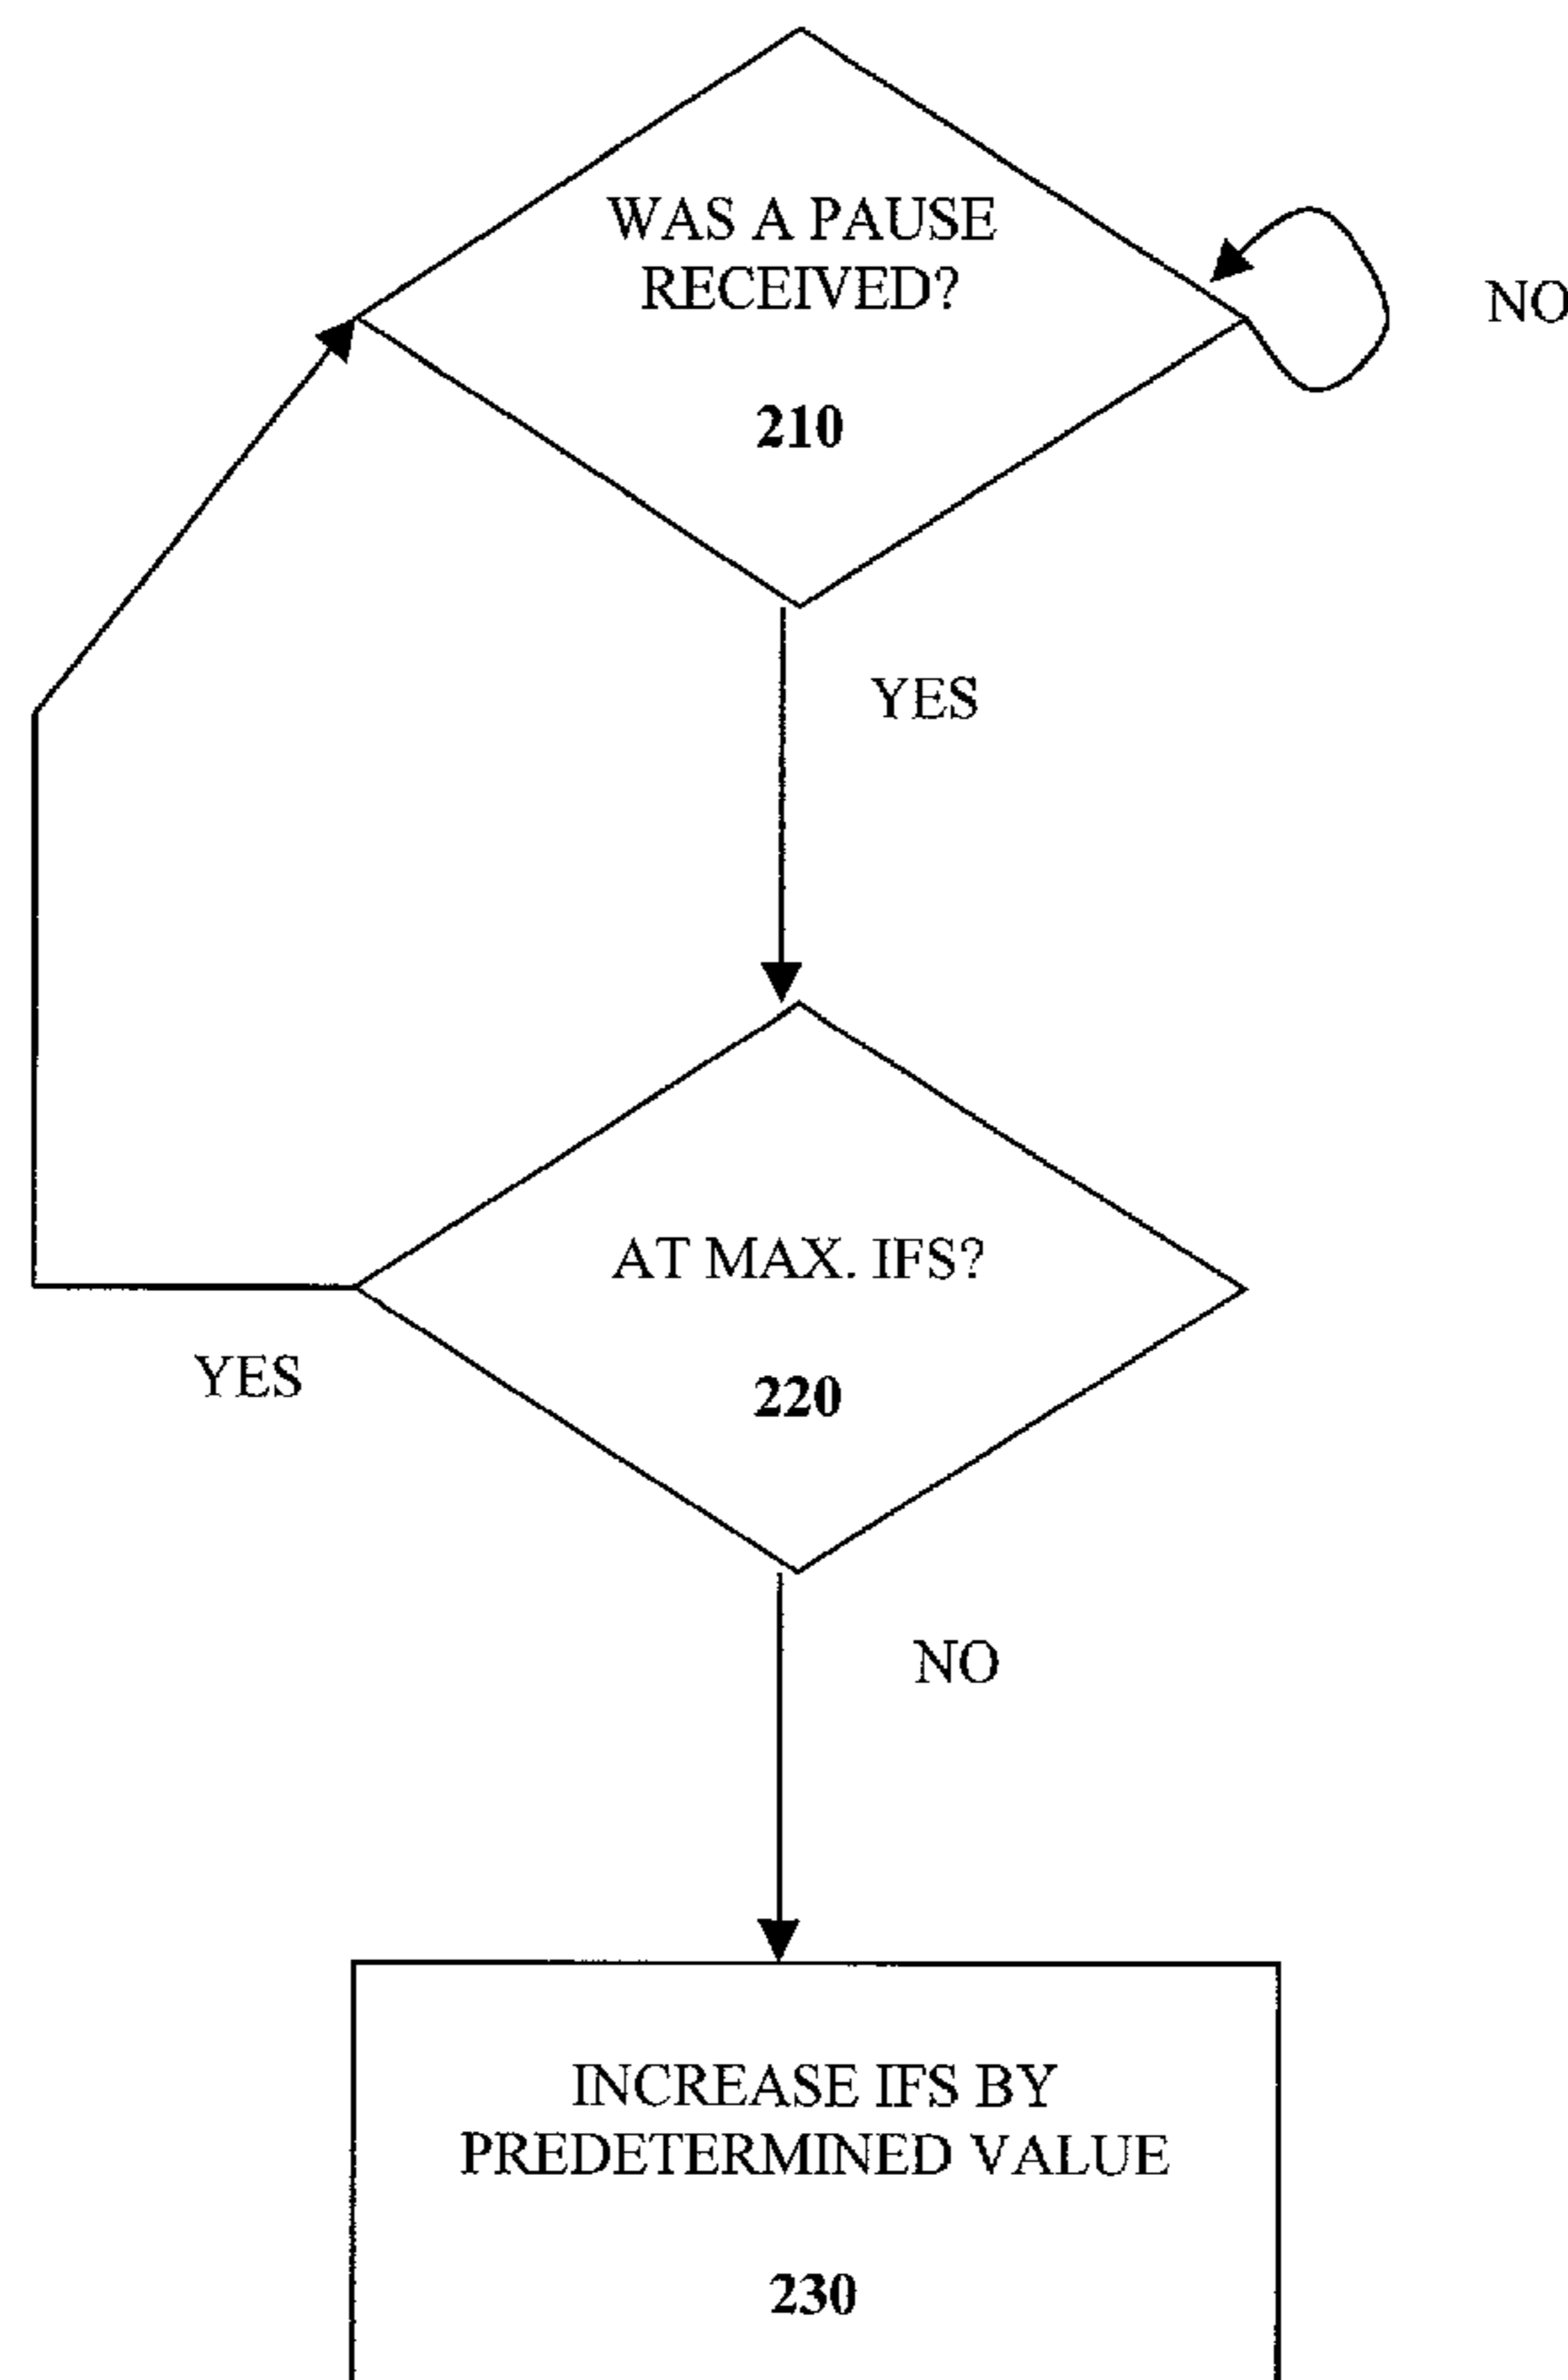 WAS A PAUSE
RECEIVED?
NO
210
YES
AT MAX. IFS?
YES
220
NO
INCREASE IFS BY
PREDETERMINED VALUE
230